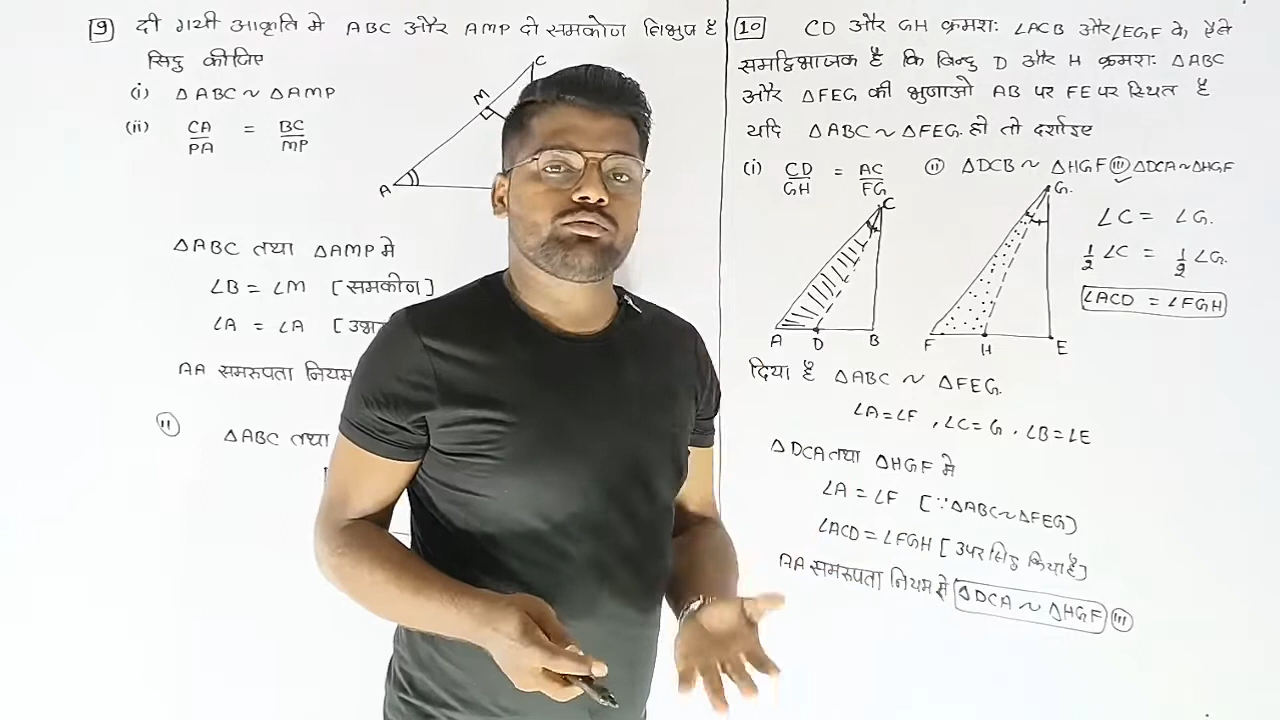 9 दी गयी आकृति मे ABC और AMP दो समकोण त्रिभुज है
सिद्ध कीजिए
(i) △ABC ~ △AMP
(ii) CA/PA = BC/MP
C
M
A
△ABC तथा △AMP मे
∠B = ∠M [समकोण]
∠A = ∠A
AA समरुपता नियम
ii △ABC तथा
10 CD और GH क्रमशः ∠ACB और ∠EGF के ऐसे
समद्विभाजक है कि बिन्दु D और H क्रमशः △ABC
और △FEG की भुजाओ AB पर FE पर स्थित है
यदि △ABC ~ △FEG हो तो दर्शाइए
(i) CD/GH = AC/FG ii △DCB ~ △HGF iii △DCA ~ △HGF
C
A D B
G
F H E
∠C = ∠G.
1/2 ∠C = 1/2 ∠G.
∠ACD = ∠FGH
दिया है △ABC ~ △FEG.
∠A = ∠F , ∠C = G . ∠B = ∠E
△DCA तथा △HGF मे
∠A = ∠F [∵ △ABC ~ △FEG]
∠ACD = ∠FGH [उपर सिद्ध किया है]
AA समरुपता नियम से △DCA ~ △HGF iii